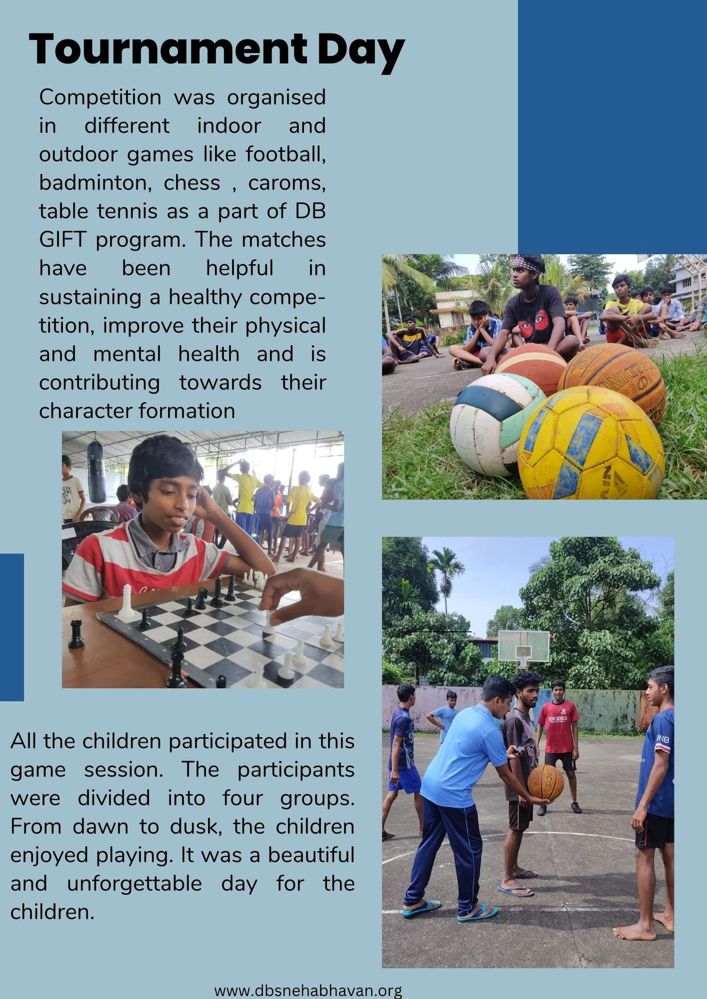 Tournament Day
Competition was organised
in different indoor and
outdoor games like football,
badminton, chess , caroms,
table tennis as a part of DB
GIFT program. The matches
have been helpful in
sustaining a healthy compe-
tition, improve their physical
and mental health and is
contributing towards their
character formation
All the children participated in this
game session. The participants
were divided into four groups.
From dawn to dusk, the children
enjoyed playing. It was a beautiful
and unforgettable day for the
children.
DON BOSCO
ACG
www.dbsnehabhavan.org